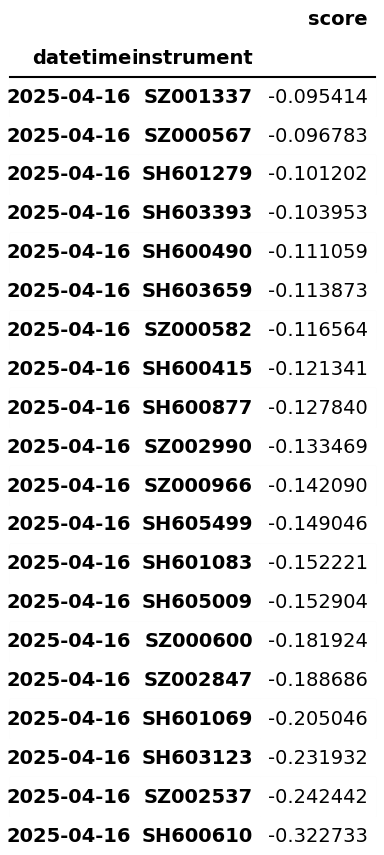 score
datetime instrument
2025-04-16 SZ001337 -0.095414
2025-04-16 SZ000567 -0.096783
2025-04-16 SH601279 -0.101202
2025-04-16 SH603393 -0.103953
2025-04-16 SH600490 -0.111059
2025-04-16 SH603659 -0.113873
2025-04-16 SZ000582 -0.116564
2025-04-16 SH600415 -0.121341
2025-04-16 SH600877 -0.127840
2025-04-16 SZ002990 -0.133469
2025-04-16 SZ000966 -0.142090
2025-04-16 SH605499 -0.149046
2025-04-16 SH601083 -0.152221
2025-04-16 SH605009 -0.152904
2025-04-16 SZ000600 -0.181924
2025-04-16 SZ002847 -0.188686
2025-04-16 SH601069 -0.205046
2025-04-16 SH603123 -0.231932
2025-04-16 SZ002537 -0.242442
2025-04-16 SH600610 -0.322733